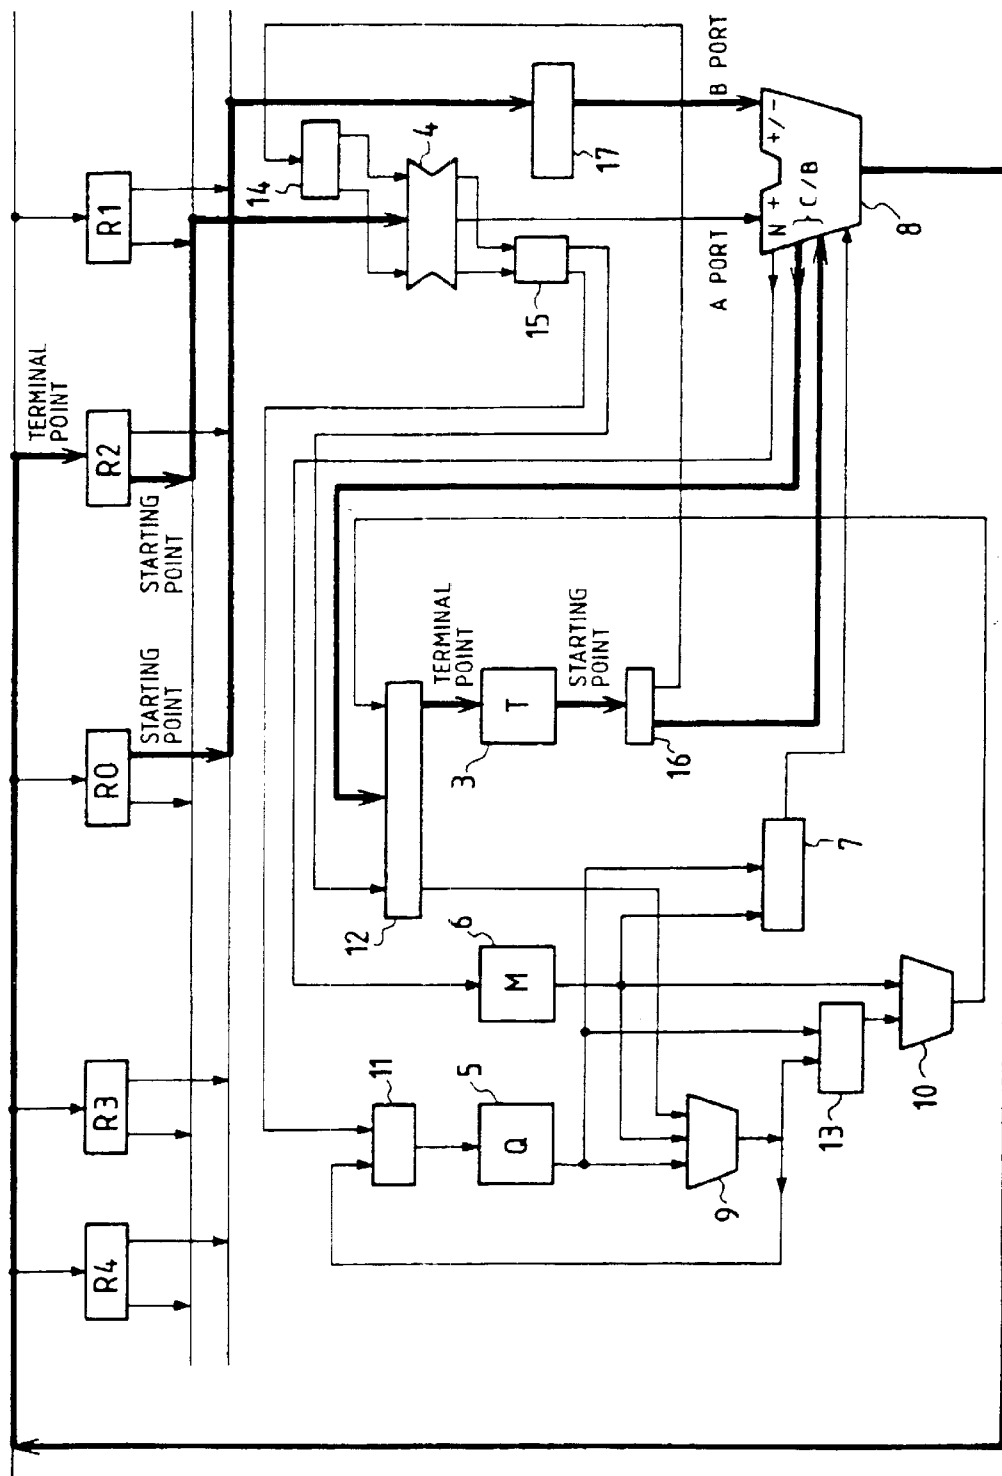 R4
R3
R0
R2
R1
STARTING
POINT
STARTING
POINT
TERMINAL
POINT
14
4
11
12
15
17
5
Q
6
M
3
T
TERMINAL
POINT
STARTING
POINT
16
A PORT
B PORT
9
13
7
N + +/-
} C/B
10
8